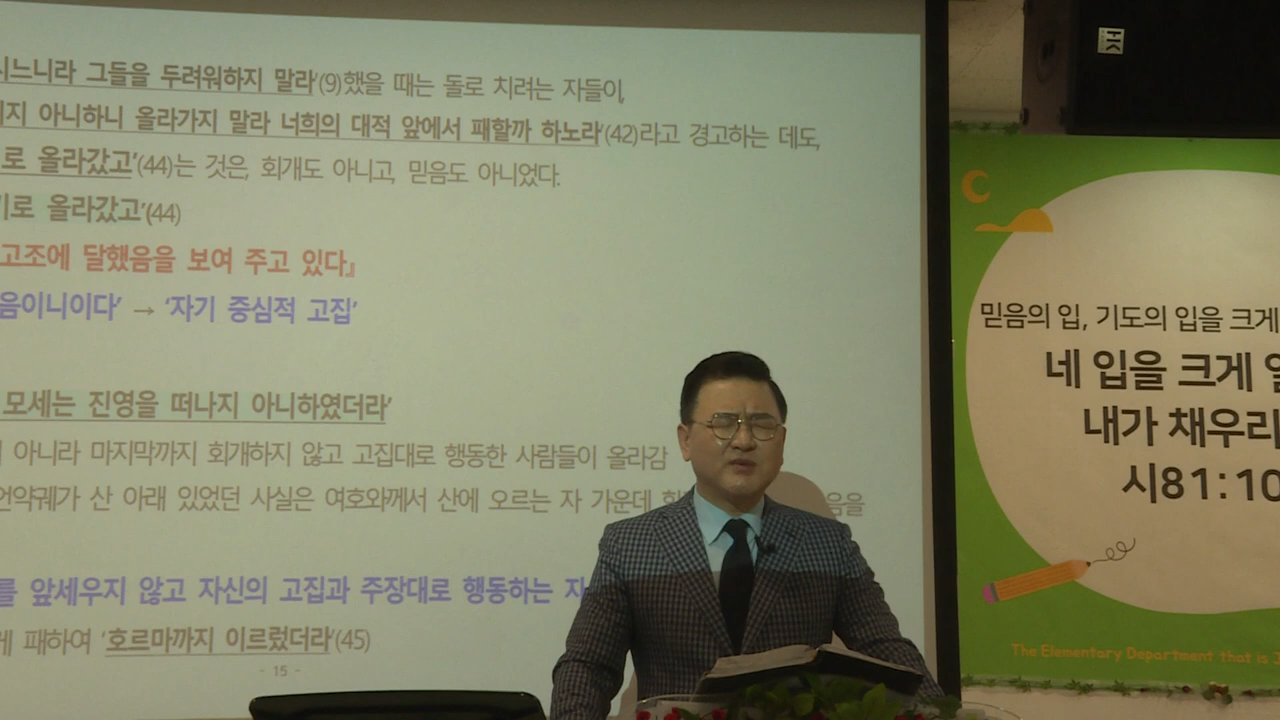 시느니라 그들을 두려워하지 말라'(9)했을 때는 돌로 치려는 자들이,
지 아니하니 올라가지 말라 너희의 대적 앞에서 패할까 하노라'(42)라고 경고하는 데도,
로 올라갔고'(44)는 것은, 회개도 아니고, 믿음도 아니었다.
기로 올라갔고'(44)
고조에 달했음을 보여 주고 있다』
음이니이다' → '자기 중심적 고집'
모세는 진영을 떠나지 아니하였더라'
아니라 마지막까지 회개하지 않고 고집대로 행동한 사람들이 올라감
언약궤가 산 아래 있었던 사실은 여호와께서 산에 오르는 자 가운데
음을
를 앞세우지 않고 자신의 고집과 주장대로 행동하는 자
게 패하여 '호르마까지 이르렀더라'(45)
- 15 -
믿음의 입, 기도의 입을 크게
네 입을 크게
내가 채우리
시81:10
The Elementary Department that is